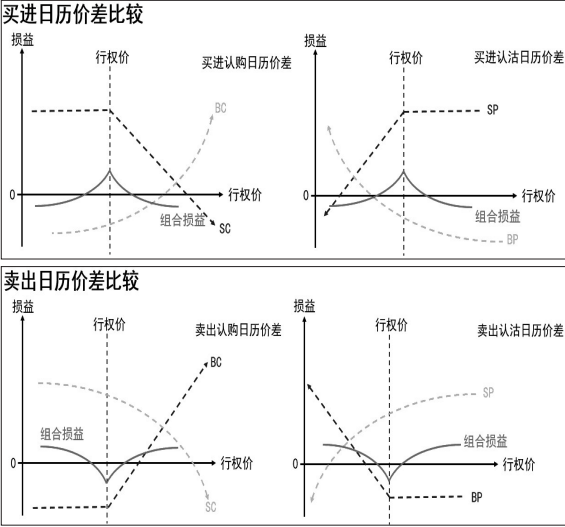 买进日历价差比较
损益
行权价
买进认购日历价差
BC
0
行权价
组合损益
SC
损益
行权价
买进认沽日历价差
SP
0
行权价
组合损益
BP
卖出日历价差比较
损益
行权价
卖出认购日历价差
BC
组合损益
0
行权价
SC
损益
行权价
卖出认沽日历价差
SP
组合损益
0
行权价
BP